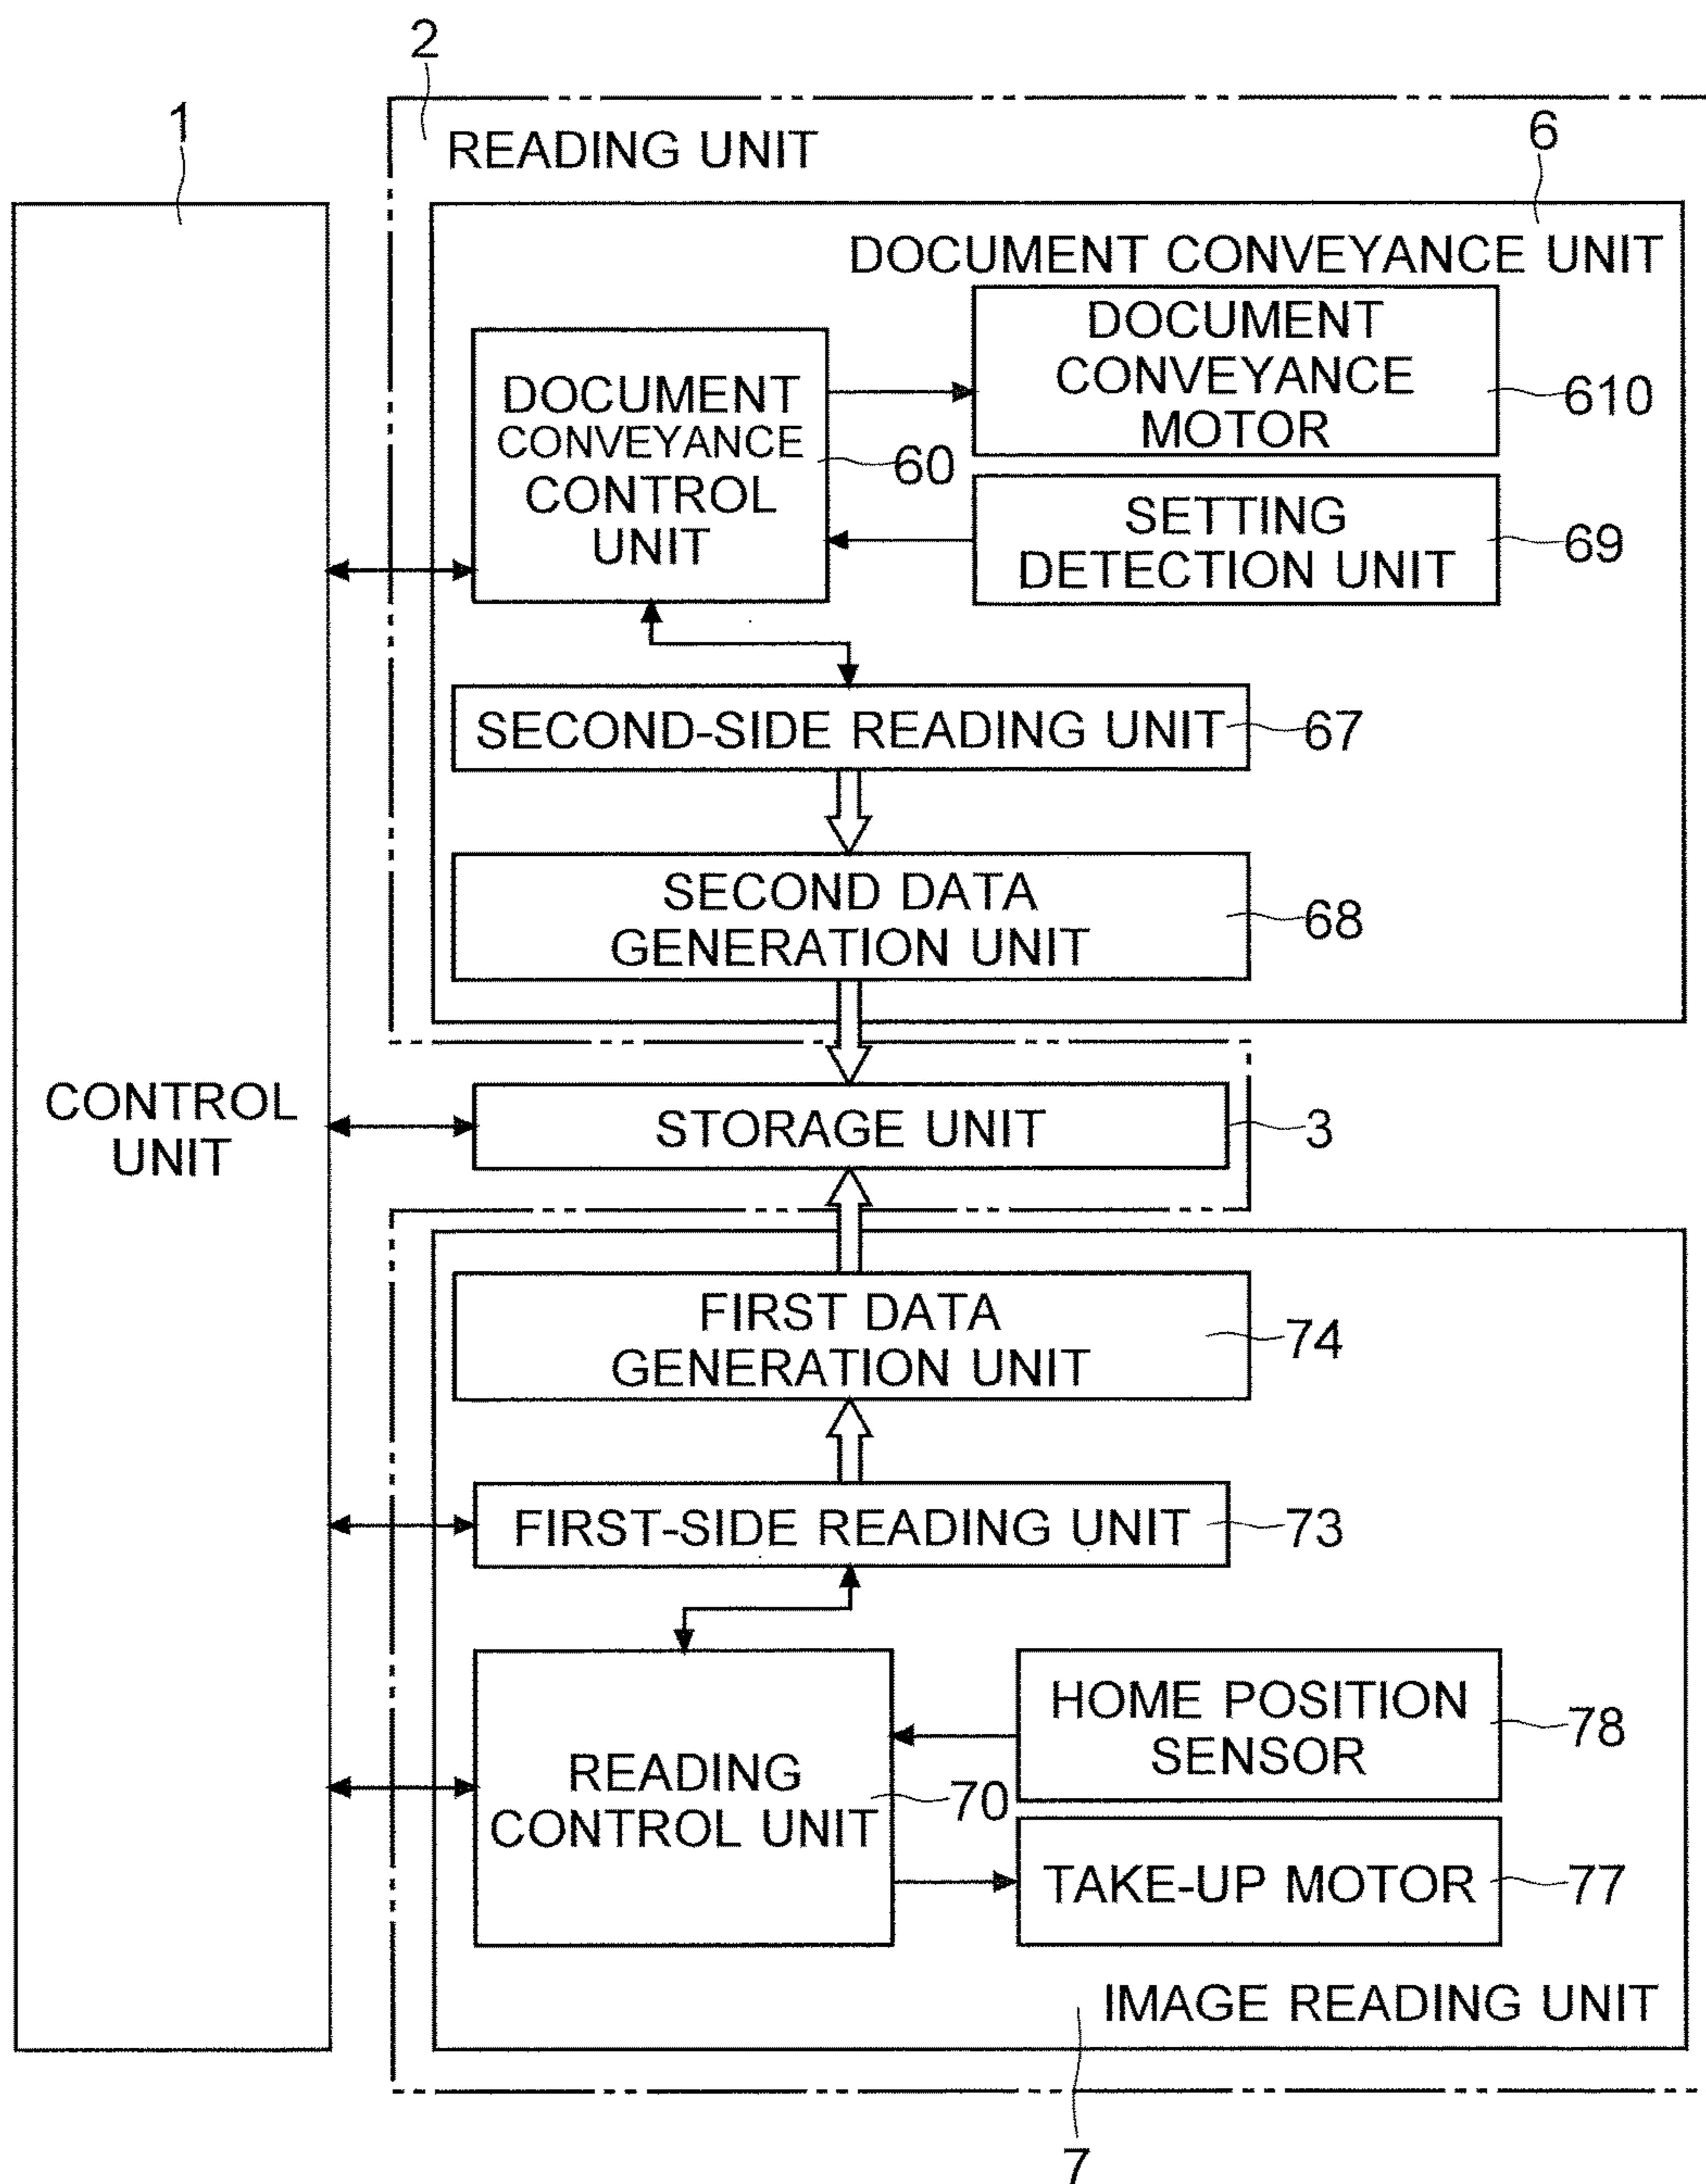 2
1
READING UNIT
6
DOCUMENT CONVEYANCE UNIT
DOCUMENT
CONVEYANCE
MOTOR
610
DOCUMENT
CONVEYANCE
CONTROL
UNIT
60
SETTING
DETECTION UNIT
69
SECOND-SIDE READING UNIT
67
SECOND DATA
GENERATION UNIT
68
CONTROL
UNIT
STORAGE UNIT
3
FIRST DATA
GENERATION UNIT
74
FIRST-SIDE READING UNIT
73
READING
CONTROL UNIT
70
HOME POSITION
SENSOR
78
TAKE-UP MOTOR
77
IMAGE READING UNIT
7